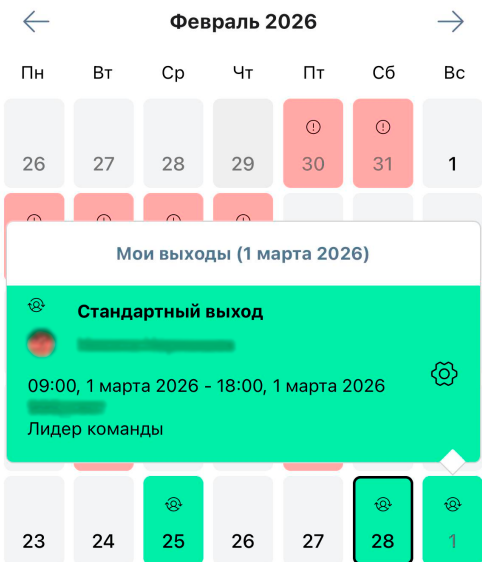 Февраль 2026
Пн Вт Ср Чт Пт Сб Вс
26 27 28 29 30 31 1
Мои выходы (1 марта 2026)
Стандартный выход
09:00, 1 марта 2026 - 18:00, 1 марта 2026
Лидер команды
23 24 25 26 27 28 1